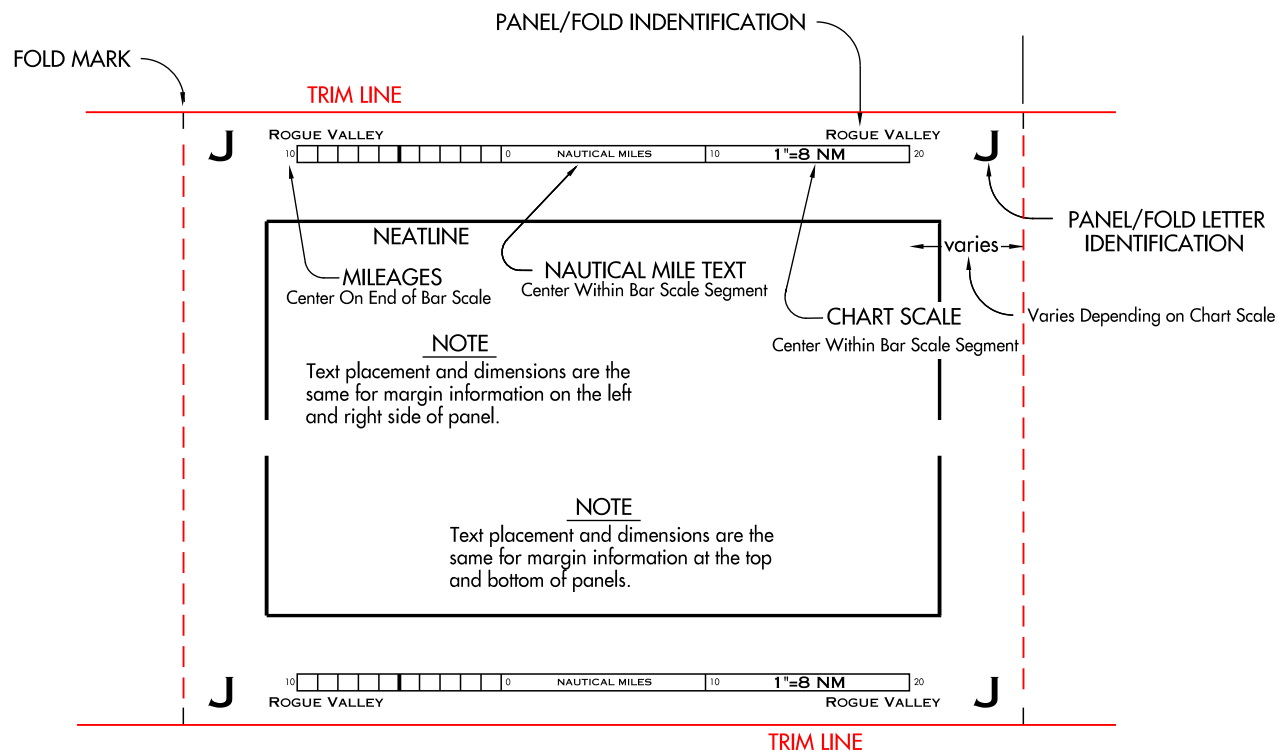 PANEL/FOLD INDENTIFICATION
FOLD MARK
TRIM LINE
J
ROGUE VALLEY
ROGUE VALLEY
J
10
0
NAUTICAL MILES
10
1"=8 NM
20
PANEL/FOLD LETTER
IDENTIFICATION
NEATLINE
varies
MILEAGES
Center On End of Bar Scale
NAUTICAL MILE TEXT
Center Within Bar Scale Segment
CHART SCALE
Center Within Bar Scale Segment
Varies Depending on Chart Scale
NOTE
Text placement and dimensions are the
same for margin information on the left
and right side of panel.
NOTE
Text placement and dimensions are the
same for margin information at the top
and bottom of panels.
J
10
0
NAUTICAL MILES
10
1"=8 NM
20
J
ROGUE VALLEY
ROGUE VALLEY
TRIM LINE